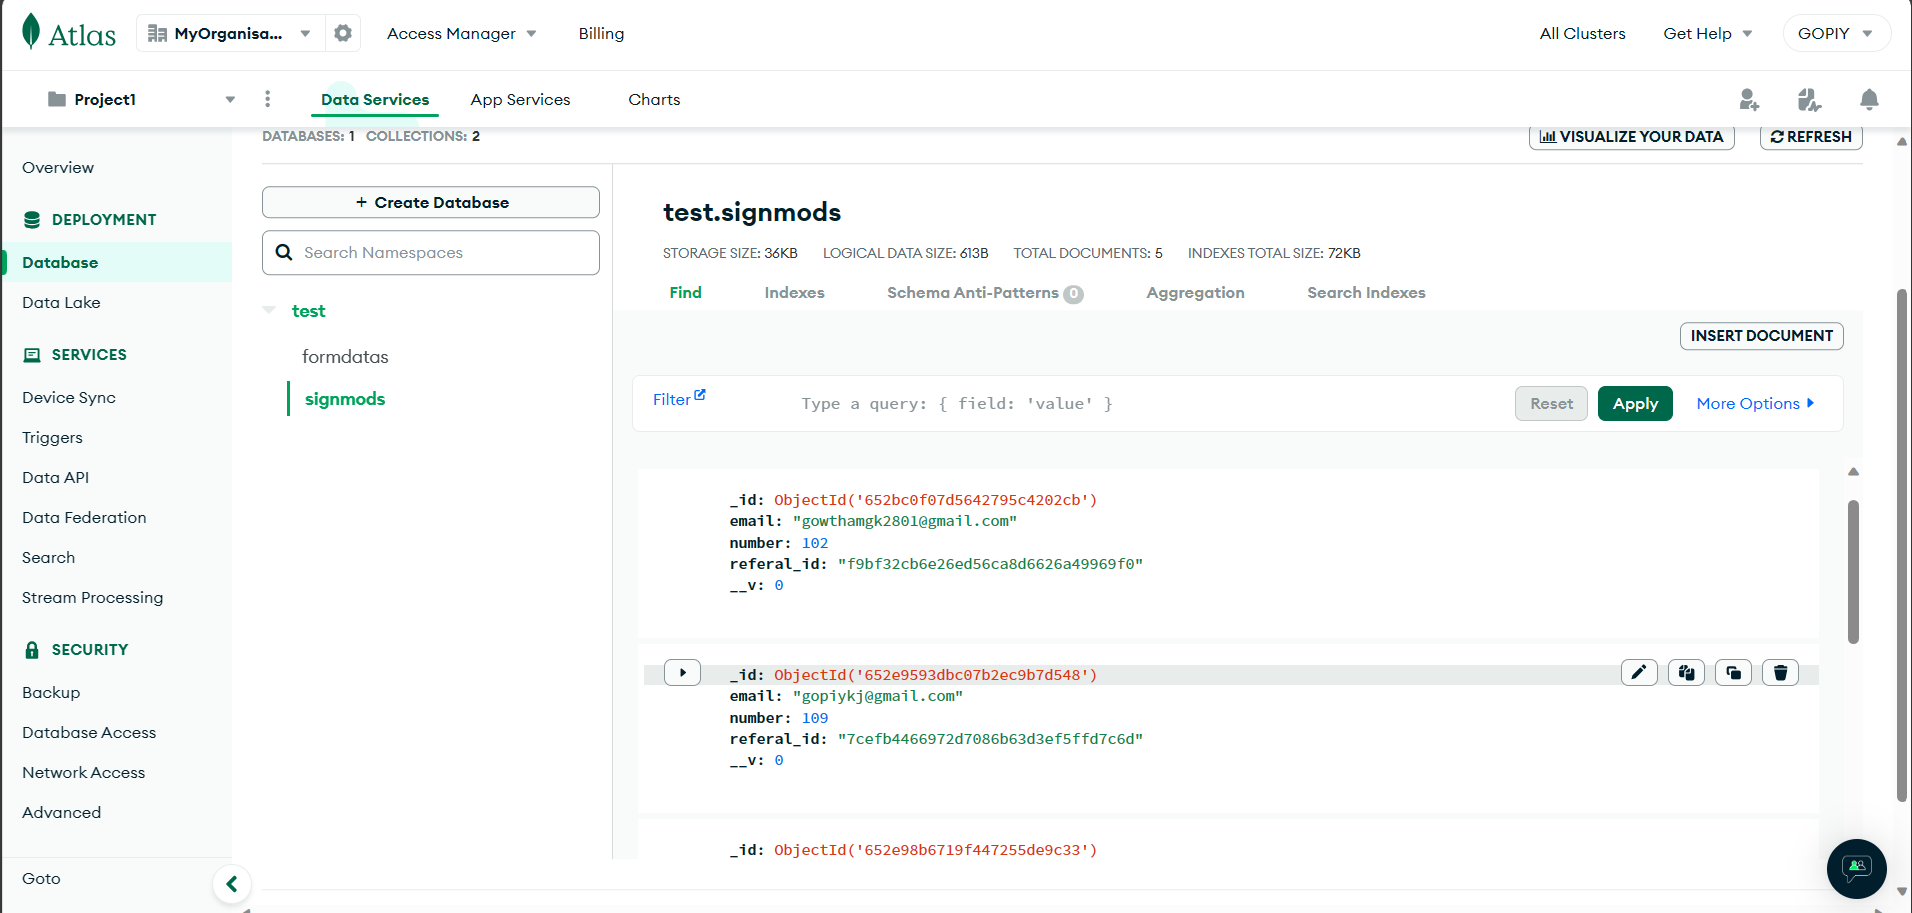 Atlas
MyOrganisa...
Access Manager
Billing
All Clusters
Get Help
GOPIY
Project1
Data Services
App Services
Charts
DATABASES: 1 COLLECTIONS: 2
VISUALIZE YOUR DATA
REFRESH
Overview
DEPLOYMENT
Database
Data Lake
SERVICES
Device Sync
Triggers
Data API
Data Federation
Search
Stream Processing
SECURITY
Backup
Database Access
Network Access
Advanced
Goto
+ Create Database
Search Namespaces
test
formdatas
signmods
test.signmods
STORAGE SIZE: 36KB LOGICAL DATA SIZE: 613B TOTAL DOCUMENTS: 5 INDEXES TOTAL SIZE: 72KB
Find Indexes Schema Anti-Patterns 0 Aggregation Search Indexes
INSERT DOCUMENT
Filter
Type a query: { field: 'value' }
Reset
Apply
More Options
_id: ObjectId('652bc0f07d5642795c4202cb')
email: "gowthamgk2801@gmail.com"
number: 102
referal_id: "f9bf32cb6e26ed56ca8d6626a49969f0"
__v: 0
_id: ObjectId('652e9593dbc07b2ec9b7d548')
email: "gopiykj@gmail.com"
number: 109
referal_id: "7cefb4466972d7086b63d3ef5ffd7c6d"
__v: 0
_id: ObjectId('652e98b6719f447255de9c33')